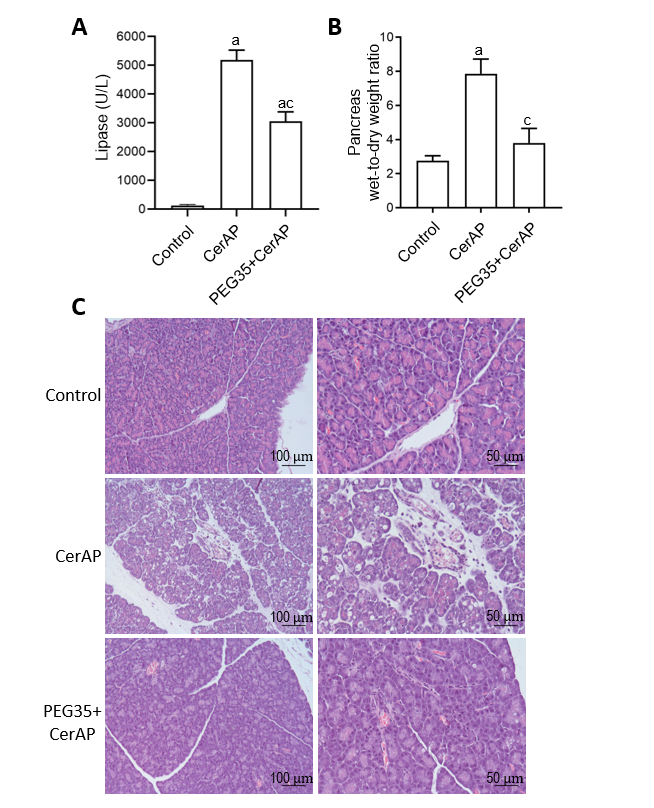 A
Lipase (U/L)
6000
5000
4000
3000
2000
1000
0
a
ac
Control
CerAP
PEG35+CerAP
B
Pancreas
wet-to-dry weight ratio
10
8
6
4
2
0
a
c
Control
CerAP
PEG35+CerAP
C
Control
100 µm
50 µm
CerAP
100 µm
50 µm
PEG35+
CerAP
100 µm
50 µm